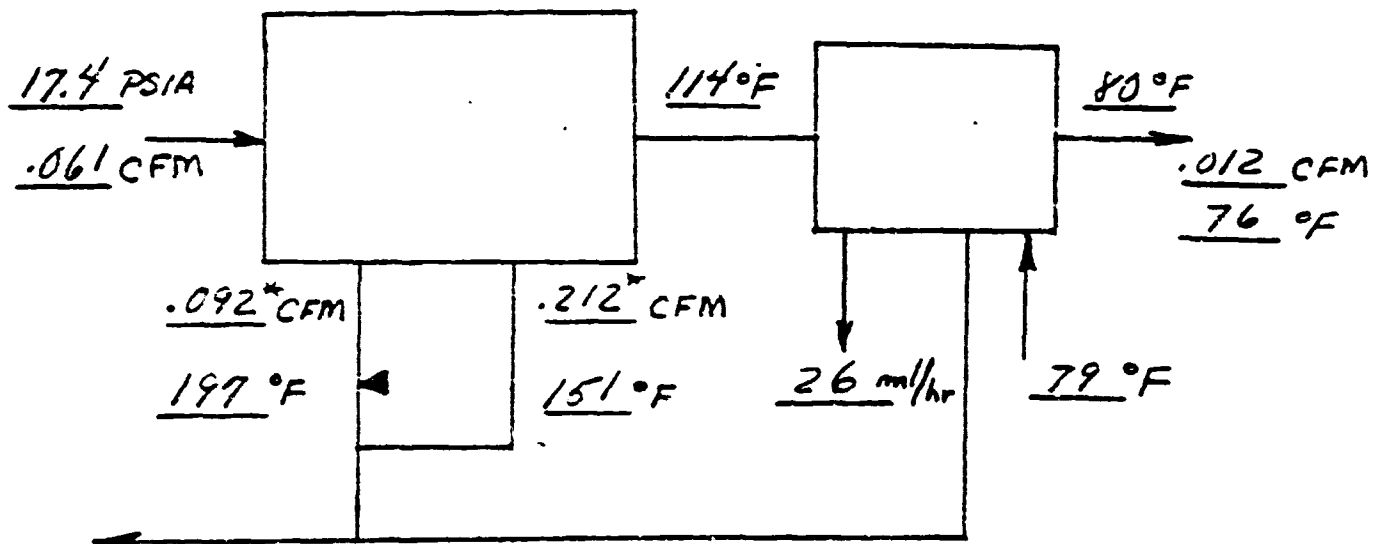 17.4 PSIA
.061 CFM
114 °F
80 °F
.012 CFM
76 °F
.092* CFM
197 °F
.212* CFM
151 °F
26 ml/hr
79 °F